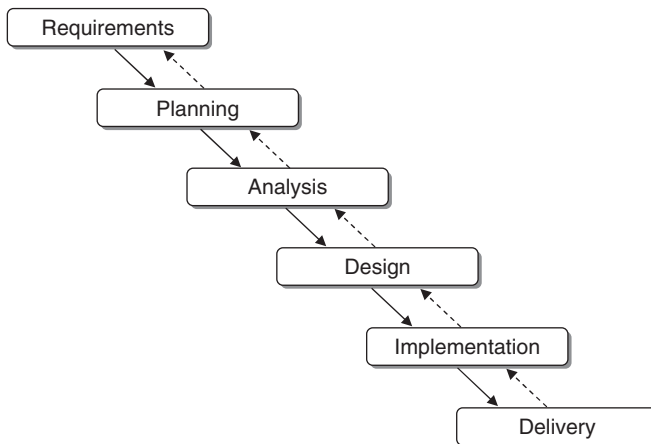 Requirements
Planning
Analysis
Design
Implementation
Delivery